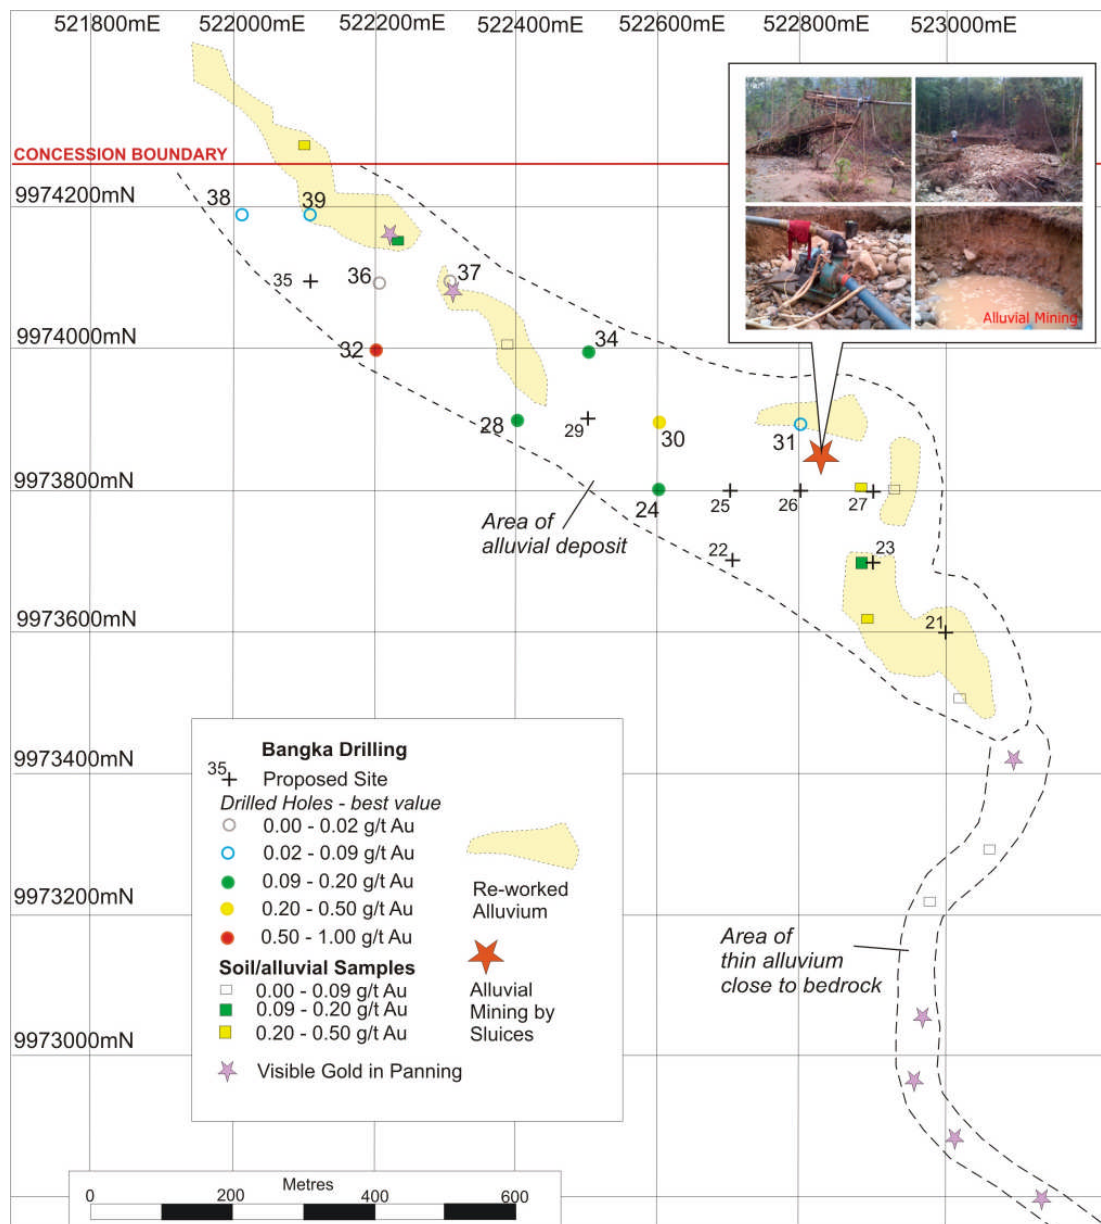 521800mE 522000mE 522200mE 522400mE 522600mE 522800mE 523000mE
CONCESSION BOUNDARY
9974200mN
38
39
35
36
37
Alluvial Mining
9974000mN
32
34
28
29
30
31
9973800mN
24
25
26
27
Area of
alluvial deposit
22
23
9973600mN
21
9973400mN
Bangka Drilling
35 Proposed Site
Drilled Holes - best value
0.00 - 0.02 g/t Au
0.02 - 0.09 g/t Au
0.09 - 0.20 g/t Au
0.20 - 0.50 g/t Au
0.50 - 1.00 g/t Au
Soil/alluvial Samples
0.00 - 0.09 g/t Au
0.09 - 0.20 g/t Au
0.20 - 0.50 g/t Au
Visible Gold in Panning
Re-worked
Alluvium
Alluvial
Mining by
Sluices
9973200mN
Area of
thin alluvium
close to bedrock
9973000mN
Metres
0 200 400 600